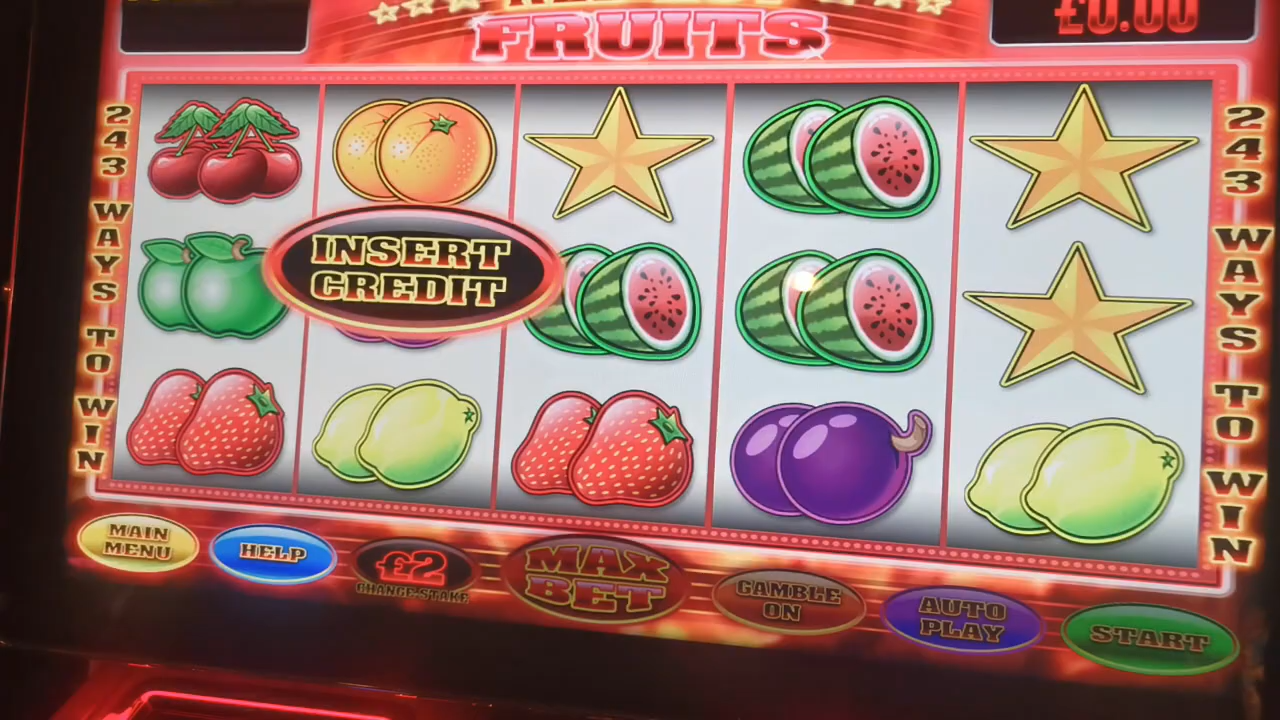 £0.00
FRUITS
243 WAYS TO WIN
243 WAYS TO WIN
INSERT
CREDIT
MAIN
MENU
HELP
£2
CHANGE STAKE
MAX
BET
GAMBLE
ON
AUTO
PLAY
START